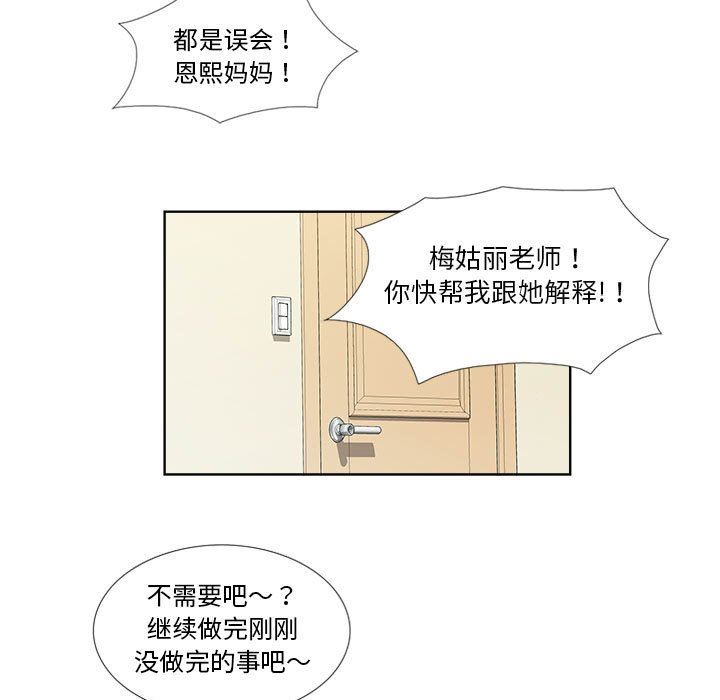 都是误会！
恩熙妈妈！
梅姑丽老师！
你快帮我跟她解释!！
不需要吧～？
继续做完刚刚
没做完的事吧～